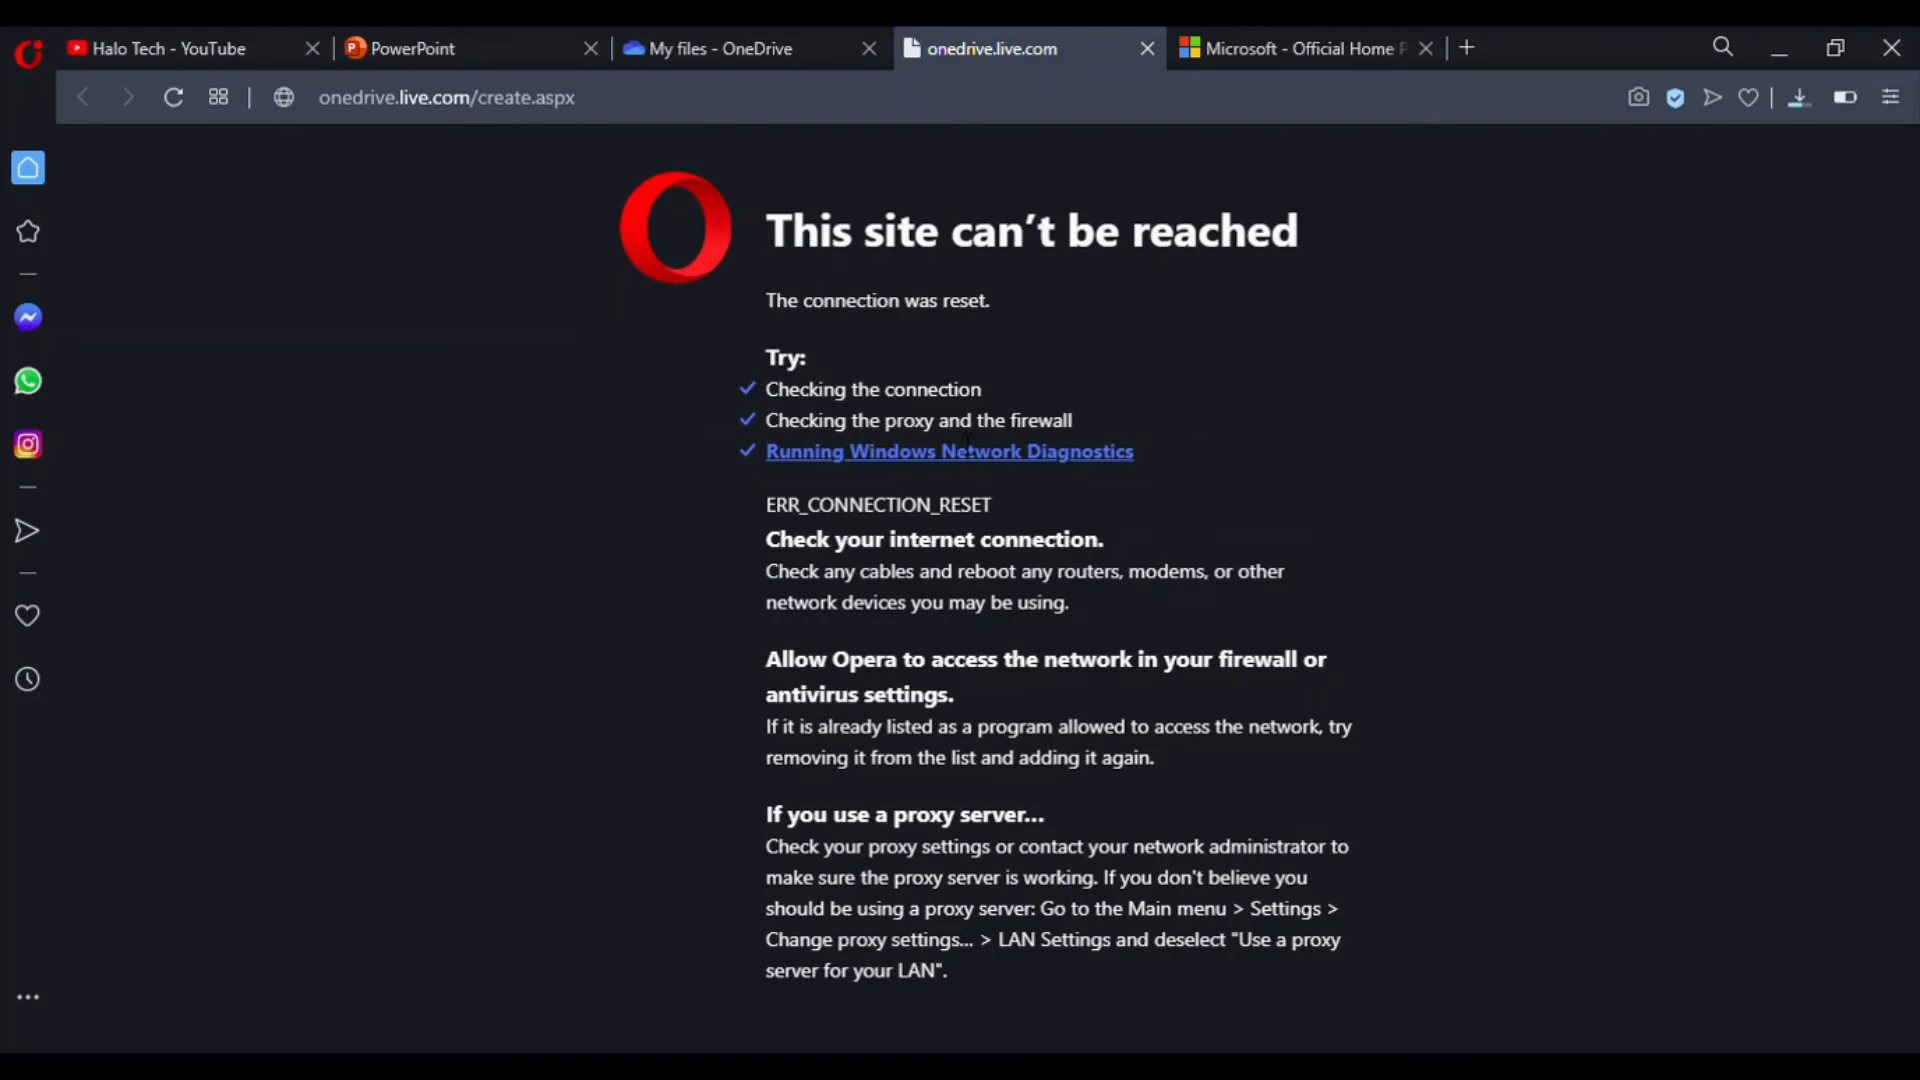 Halo Tech - YouTube
PowerPoint
My files - OneDrive
onedrive.live.com
Microsoft - Official Home P
onedrive.live.com/create.aspx
This site can’t be reached
The connection was reset.
Try:
Checking the connection
Checking the proxy and the firewall
Running Windows Network Diagnostics
ERR_CONNECTION_RESET
Check your internet connection.
Check any cables and reboot any routers, modems, or other
network devices you may be using.
Allow Opera to access the network in your firewall or
antivirus settings.
If it is already listed as a program allowed to access the network, try
removing it from the list and adding it again.
If you use a proxy server...
Check your proxy settings or contact your network administrator to
make sure the proxy server is working. If you don't believe you
should be using a proxy server: Go to the Main menu > Settings >
Change proxy settings... > LAN Settings and deselect "Use a proxy
server for your LAN".